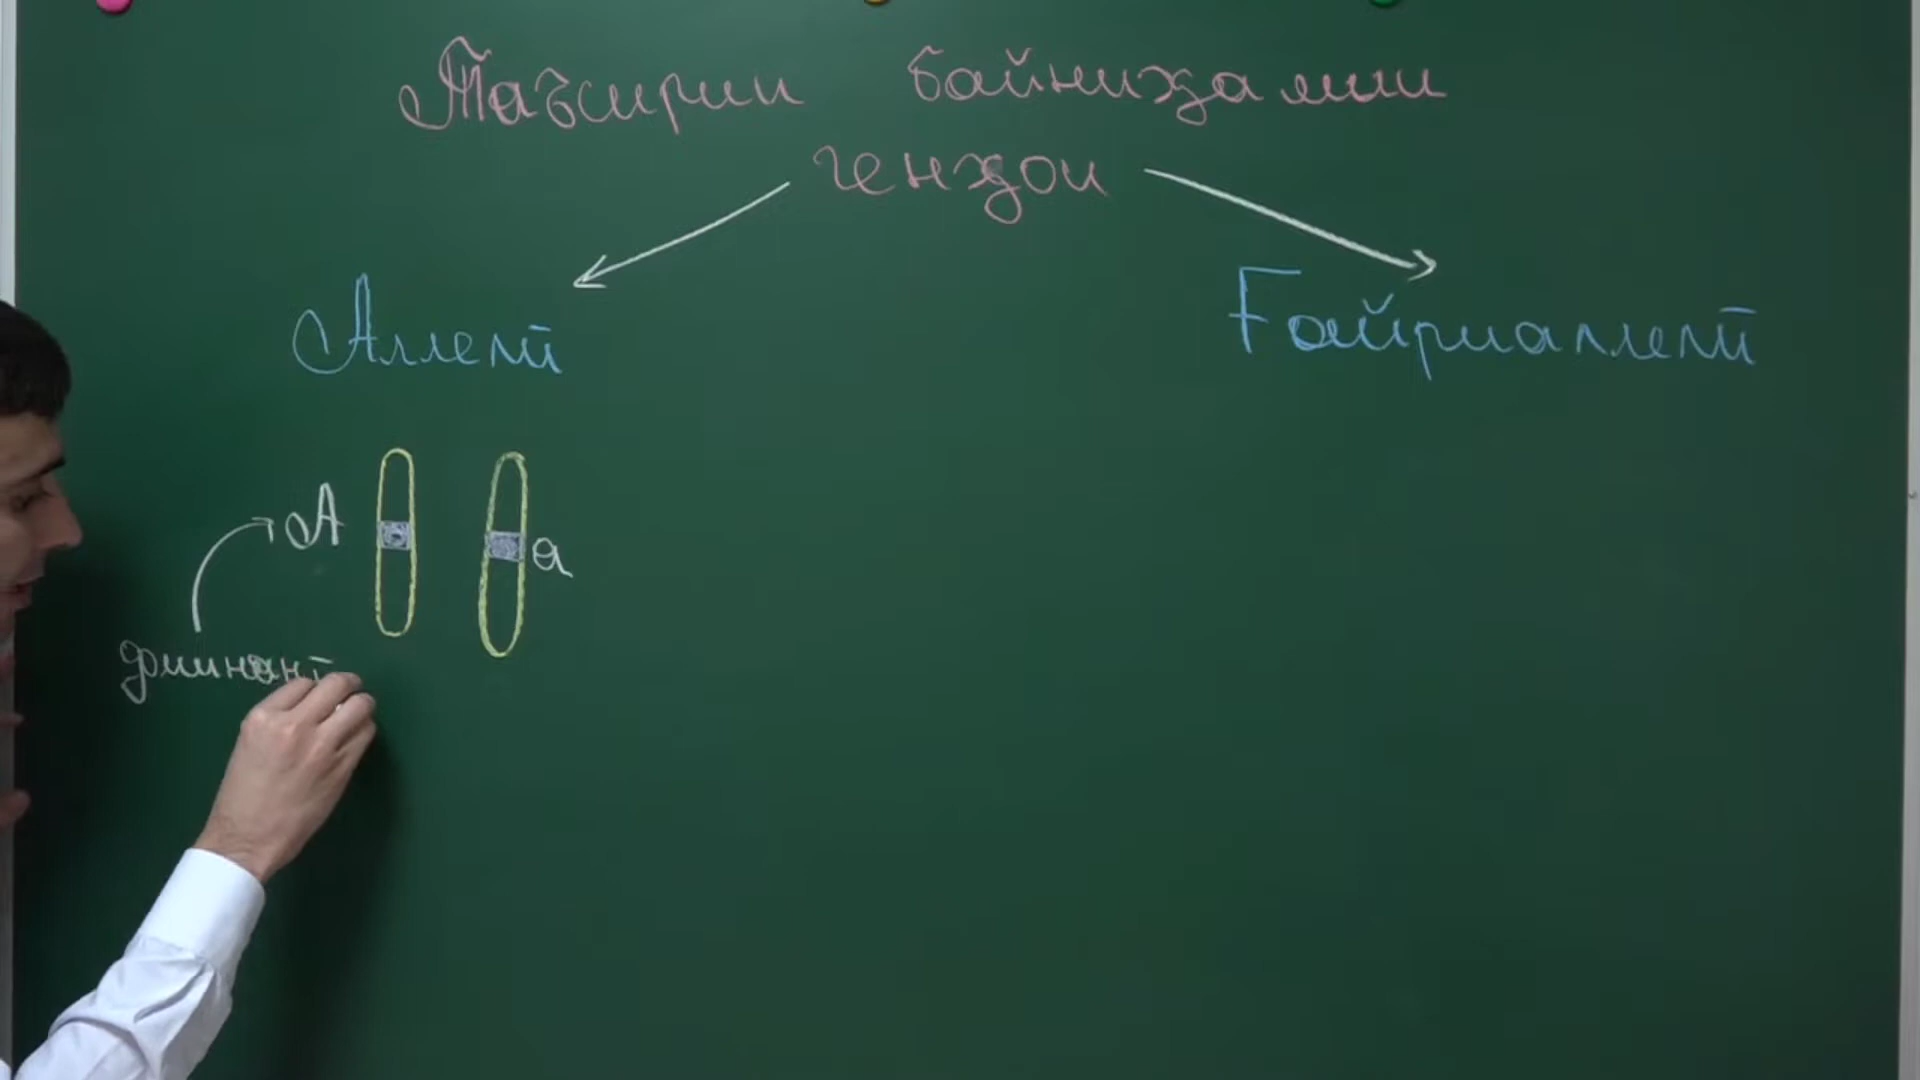 Таъсири байниҳамии
генҳои
Аллелӣ
Ғайриаллелӣ
A
a
доминант